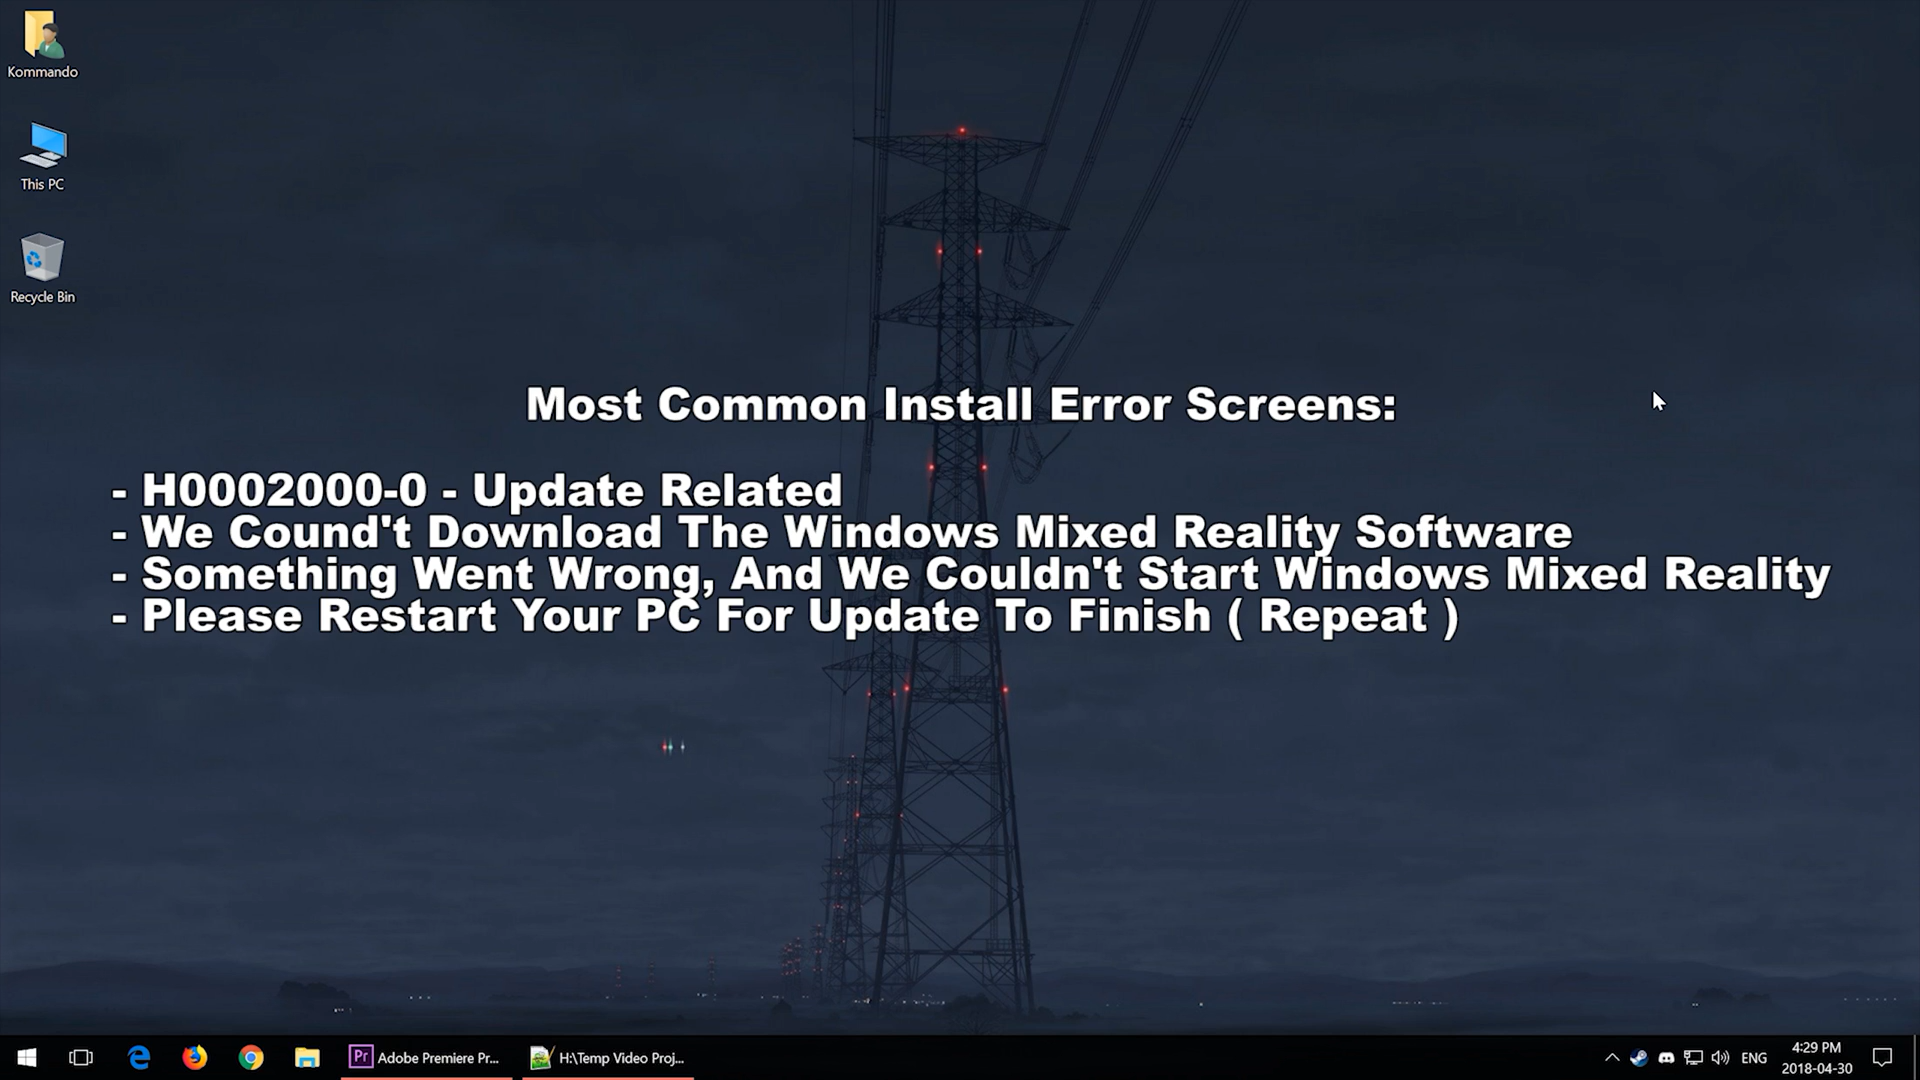 Kommando
This PC
Recycle Bin
Most Common Install Error Screens:
- H0002000-0 - Update Related
- We Cound't Download The Windows Mixed Reality Software
- Something Went Wrong, And We Couldn't Start Windows Mixed Reality
- Please Restart Your PC For Update To Finish ( Repeat )
Pr Adobe Premiere Pr...
H:\Temp Video Proj...
ENG
4:29 PM
2018-04-30